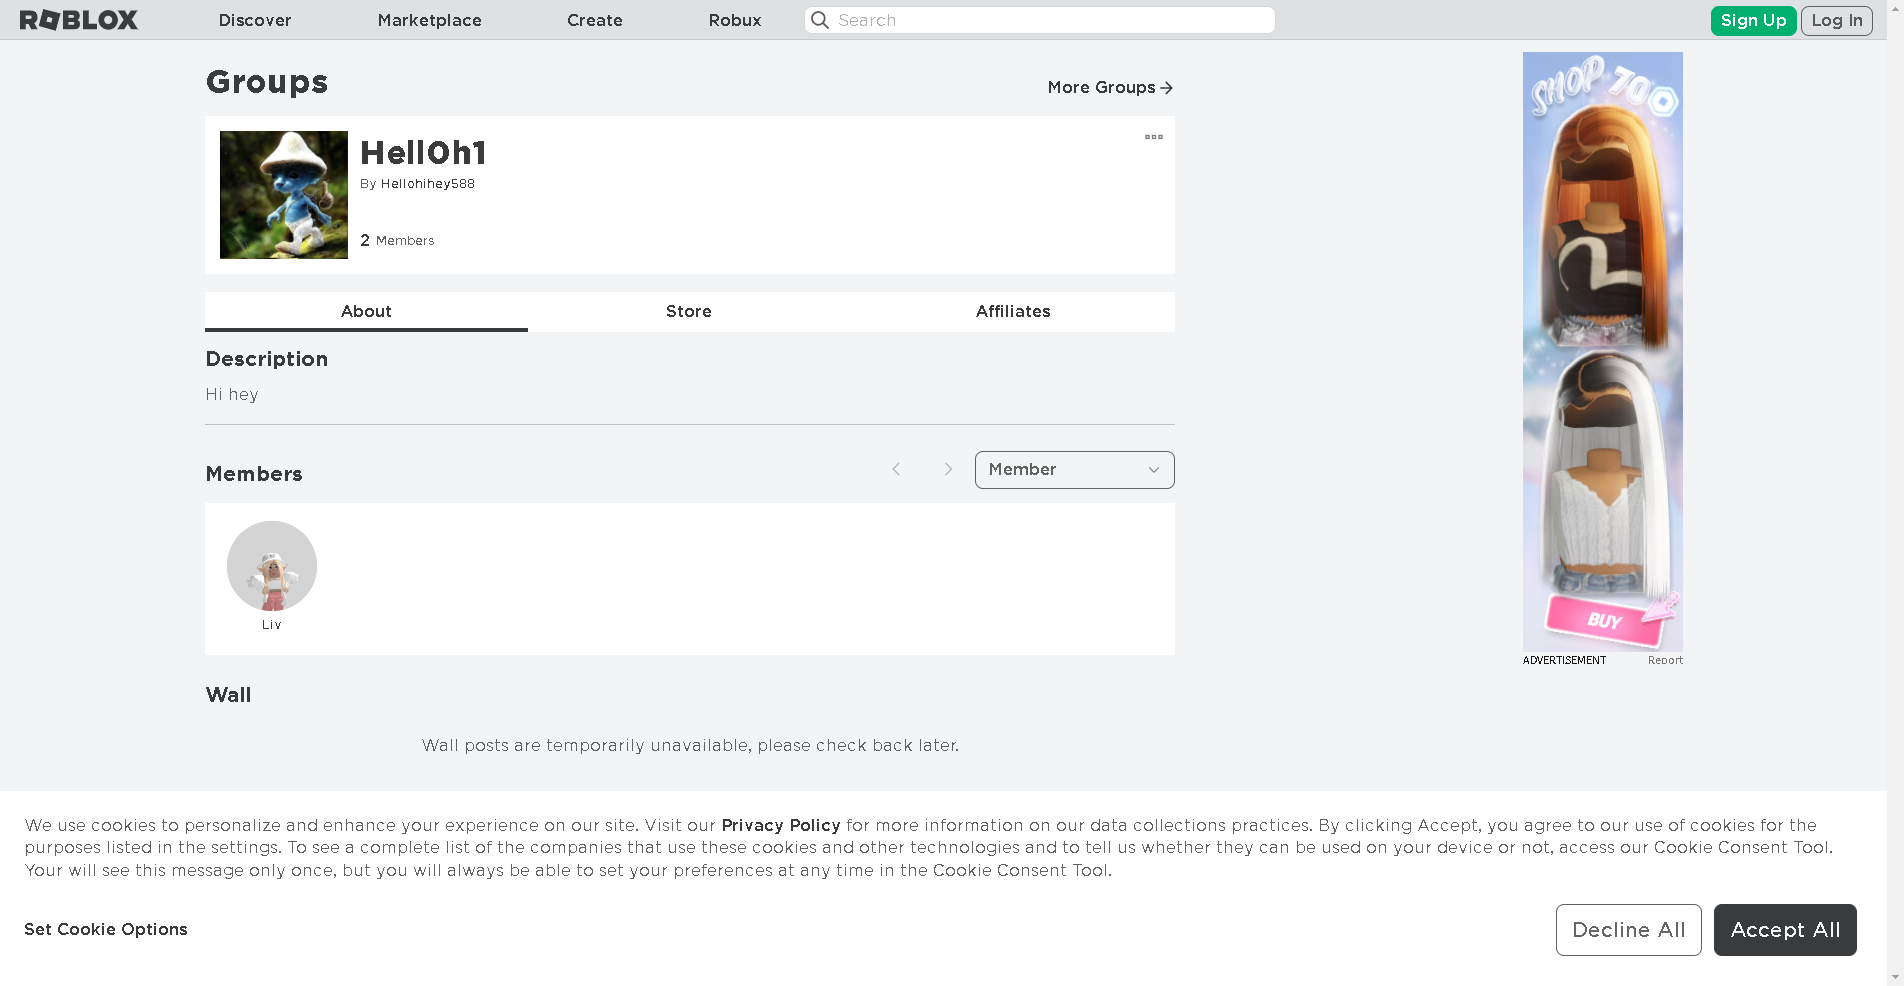 ROBLOX Discover Marketplace Create Robux Search Sign Up Log In
Groups
More Groups
Hell0h1
By Hellohihey588
2 Members
About Store Affiliates
Description
Hi hey
Members
Member
Liv
Wall
Wall posts are temporarily unavailable, please check back later.
SHOP 70
BUY
ADVERTISEMENT Report
We use cookies to personalize and enhance your experience on our site. Visit our Privacy Policy for more information on our data collections practices. By clicking Accept, you agree to our use of cookies for the
purposes listed in the settings. To see a complete list of the companies that use these cookies and other technologies and to tell us whether they can be used on your device or not, access our Cookie Consent Tool.
Your will see this message only once, but you will always be able to set your preferences at any time in the Cookie Consent Tool.
Set Cookie Options
Decline All
Accept All